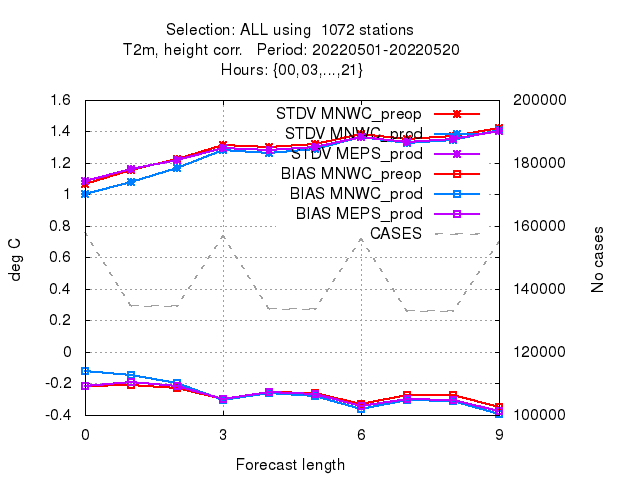 Selection: ALL using  1072 stations
T2m, height corr.   Period: 20220501-20220520
Hours: {00,03,...,21}
STDV MNWC_preop
STDV MNWC_prod
STDV MEPS_prod
BIAS MNWC_preop
BIAS MNWC_prod
BIAS MEPS_prod
CASES
1.6
1.4
1.2
1
0.8
0.6
0.4
0.2
0
-0.2
-0.4
deg C
200000
180000
160000
140000
120000
100000
No cases
0 3 6 9
Forecast length